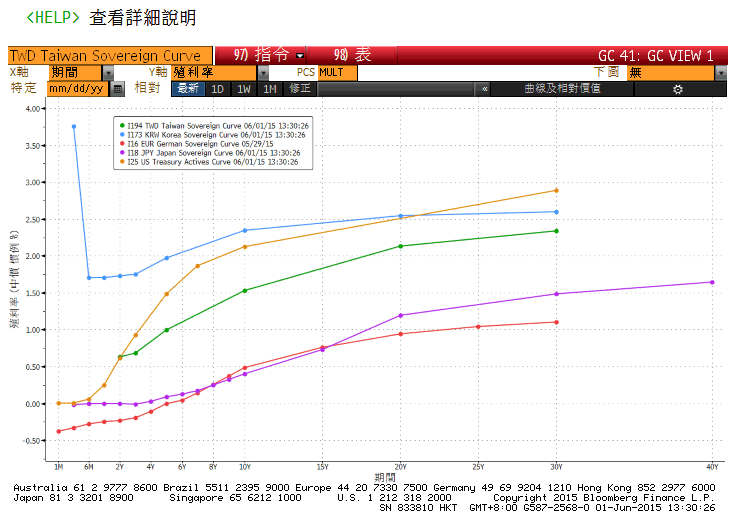 <HELP> 查看詳細說明
TWD Taiwan Sovereign Curve 97) 指令 98) 表 GC 41: GC VIEW 1
X軸 期間 Y軸 殖利率 PCS MULT 下圖 無
特定 mm/dd/yy 相對 最新 1D 1W 1M 修正 « 曲線及相對價值
4.00
I194 TWD Taiwan Sovereign Curve 06/01/15 13:30:26
I173 KRW Korea Sovereign Curve 06/01/15 13:30:26
I16 EUR German Sovereign Curve 05/29/15
I18 JPY Japan Sovereign Curve 06/01/15 13:30:26
I25 US Treasury Actives Curve 06/01/15 13:30:26
3.50
3.00
2.50
2.00
1.50
1.00
0.50
0.00
-0.50
殖利率 (中價 慣例 %)
1M 6M 2Y 4Y 6Y 8Y 10Y 15Y 20Y 25Y 30Y 40Y
期間
Australia 61 2 9777 8600 Brazil 5511 2395 9000 Europe 44 20 7330 7500 Germany 49 69 9204 1210 Hong Kong 852 2977 6000
Japan 81 3 3201 8900 Singapore 65 6212 1000 U.S. 1 212 318 2000 Copyright 2015 Bloomberg Finance L.P.
SN 833810 HKT GMT+8:00 G587-2568-0 01-Jun-2015 13:30:26